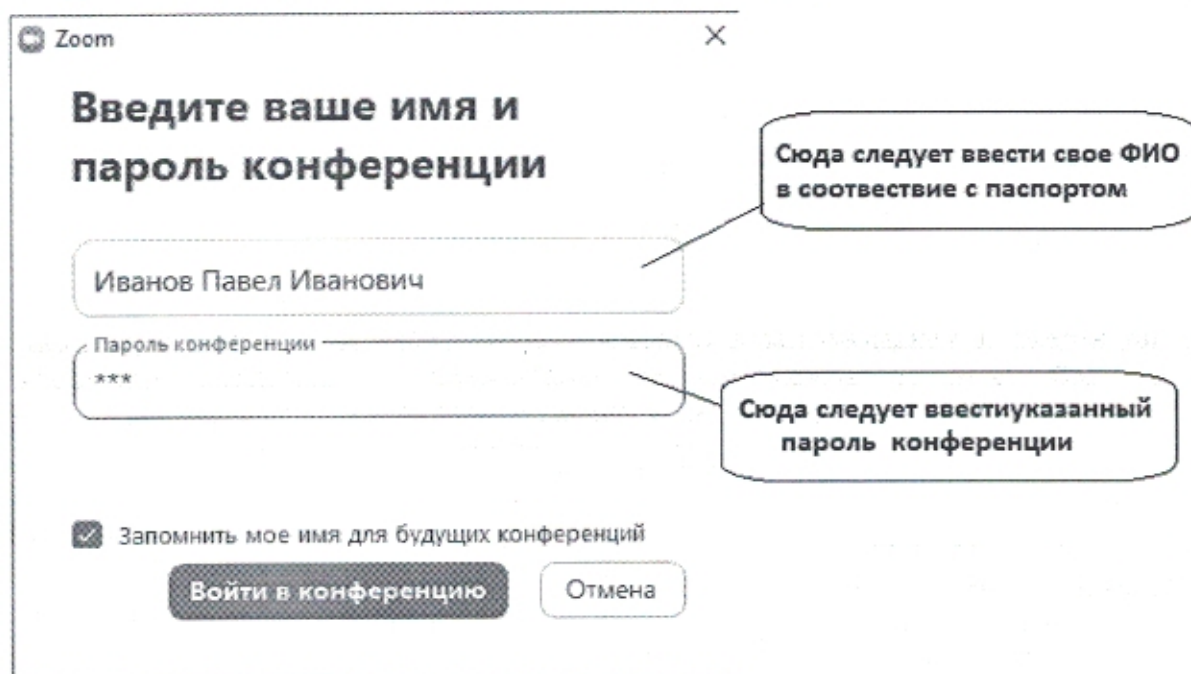 Zoom
Введите ваше имя и
пароль конференции
Сюда следует ввести свое ФИО
в соотвествие с паспортом
Иванов Павел Иванович
Пароль конференции
***
Сюда следует ввестиуказанный
пароль конференции
Запомнить мое имя для будущих конференций
Войти в конференцию
Отмена